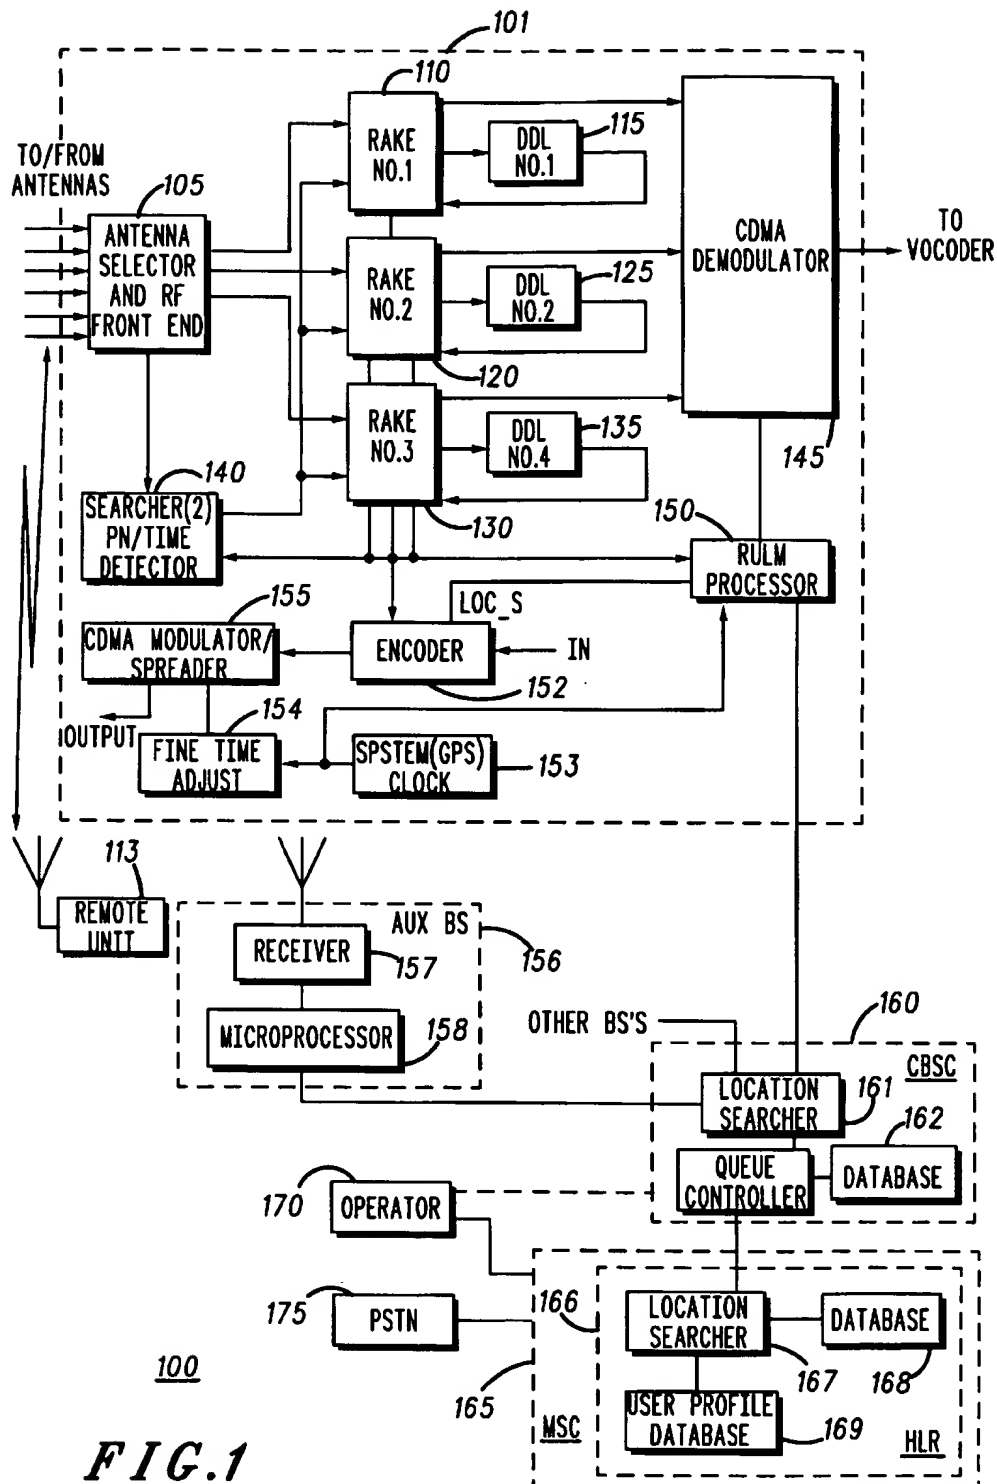 101
110
RAKE
NO.1
DDL
NO.1
115
TO/FROM
ANTENNAS
105
ANTENNA
SELECTOR
AND RF
FRONT END
CDMA
DEMODULATOR
TO
VOCODER
RAKE
NO.2
DDL
NO.2
125
120
RAKE
NO.3
DDL
NO.4
135
145
140
SEARCHER(2)
PN/TIME
DETECTOR
130
150
RULM
PROCESSOR
155
LOC_S
CDMA MODULATOR/
SPREADER
ENCODER
IN
152
OUTPUT
154
FINE TIME
ADJUST
SPSTEM(GPS)
CLOCK
153
113
REMOTE
UNIT
AUX BS
RECEIVER
157
156
MICROPROCESSOR
158
OTHER BS'S
160
CBSC
LOCATION
SEARCHER
161
162
QUEUE
CONTROLLER
DATABASE
170
OPERATOR
175
PSTN
166
LOCATION
SEARCHER
DATABASE
167
168
165
MSC
USER PROFILE
DATABASE
169
HLR
100
FIG.1